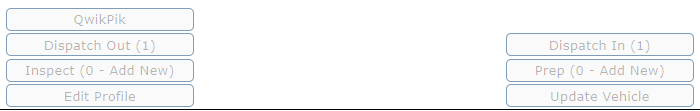 QwikPik
Dispatch Out (1)
Dispatch In (1)
Inspect (0 - Add New)
Prep (0 - Add New)
Edit Profile
Update Vehicle